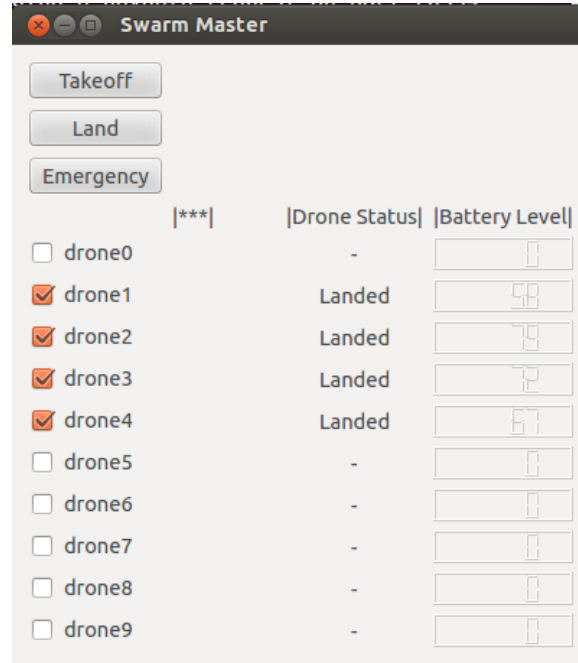 Swarm Master
Takeoff
Land
Emergency
|***| |Drone Status| |Battery Level|
drone0 - 0
drone1 Landed 58
drone2 Landed 79
drone3 Landed 72
drone4 Landed 67
drone5 - 0
drone6 - 0
drone7 - 0
drone8 - 0
drone9 - 0